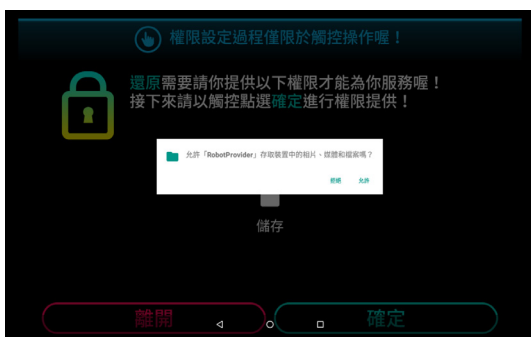 權限設定過程僅限於觸控操作喔！
還原需要請你提供以下權限才能為你服務喔！
接下來請以觸控點選確定進行權限提供！
允許「RobotProvider」存取裝置中的相片、媒體和檔案嗎？
拒絕 允許
儲存
離開 確定